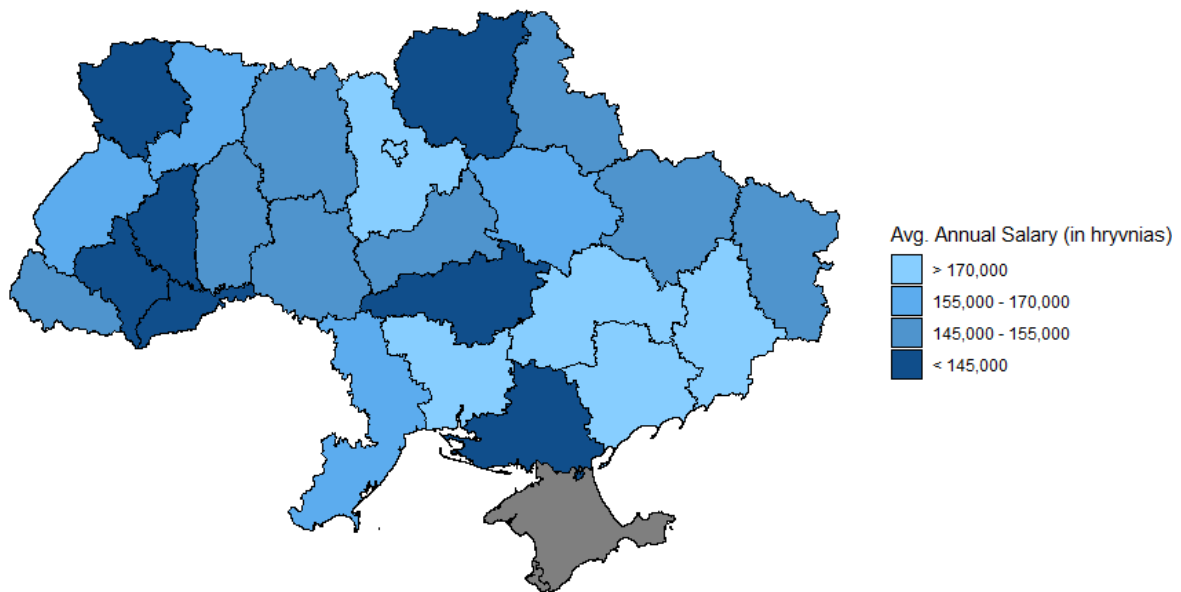 Avg. Annual Salary (in hryvnias)
> 170,000
155,000 - 170,000
145,000 - 155,000
< 145,000